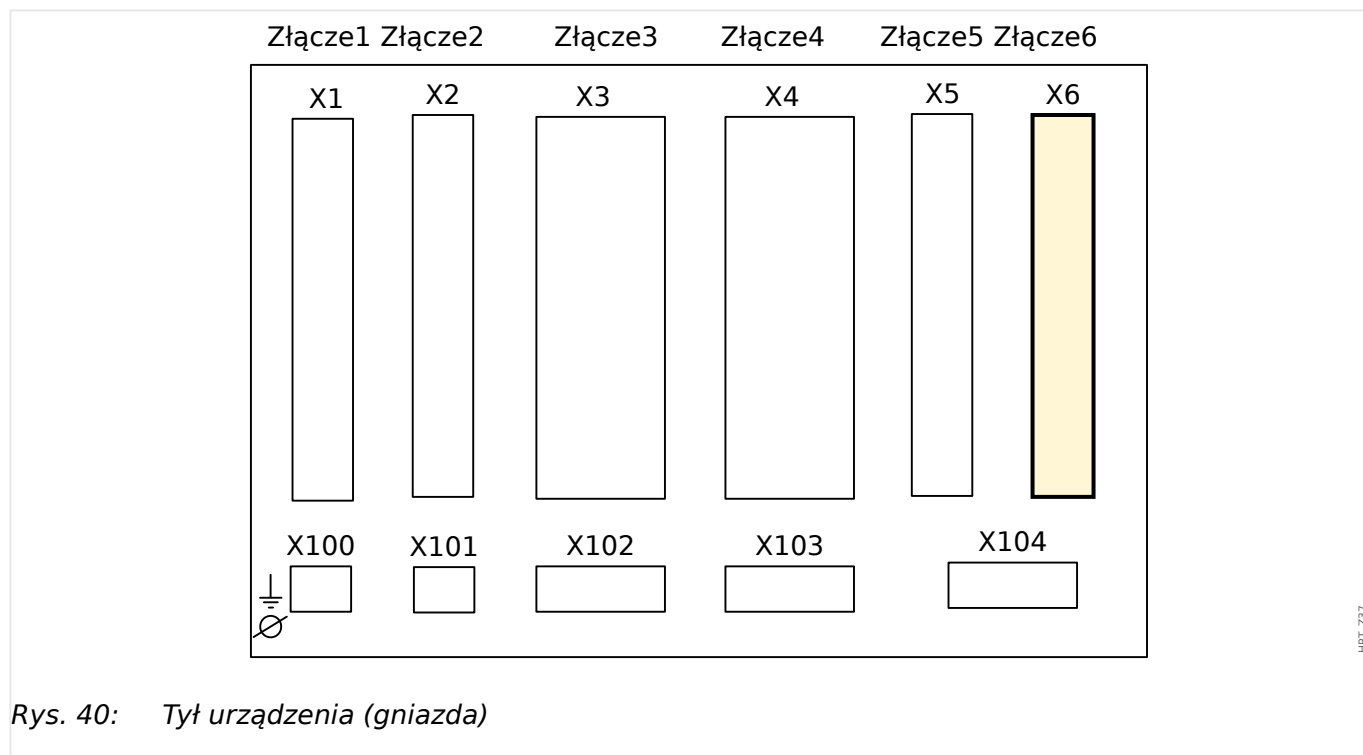 Złącze1 Złącze2 Złącze3 Złącze4 Złącze5 Złącze6
X1 X2 X3 X4 X5 X6
X100 X101 X102 X103 X104
Rys. 40: Tył urządzenia (gniazda)